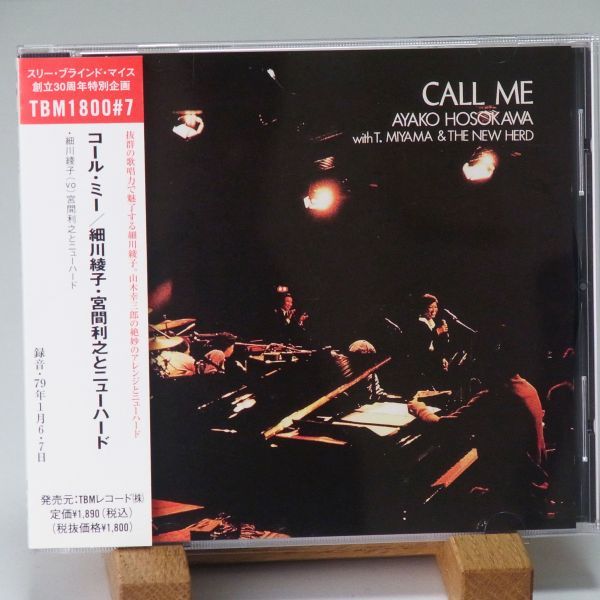 スリー・ブラインド・マイス
創立30周年特別企画
TBM1800#7
抜群の歌唱力で魅了する細川綾子。山木幸三郎の絶妙のアレンジとニューハード
コール・ミー／細川綾子・宮間利之とニューハード
・細川綾子(vo)宮間利之とニューハード
録音・79年1月6・7日
発売元:TBMレコード(株)
定価¥1,890(税込)
(税抜価格¥1,800)
CALL ME
AYAKO HOSOKAWA
with T. MIYAMA & THE NEW HERD